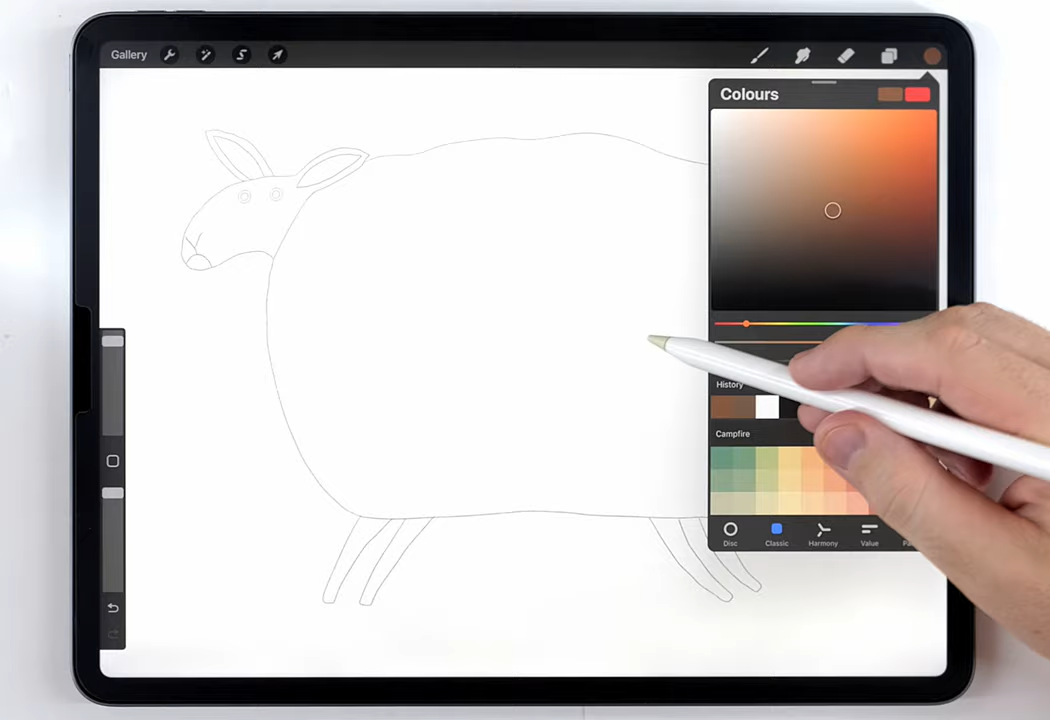 Gallery
Colours
History
Campfire
Disc
Classic
Harmony
Value